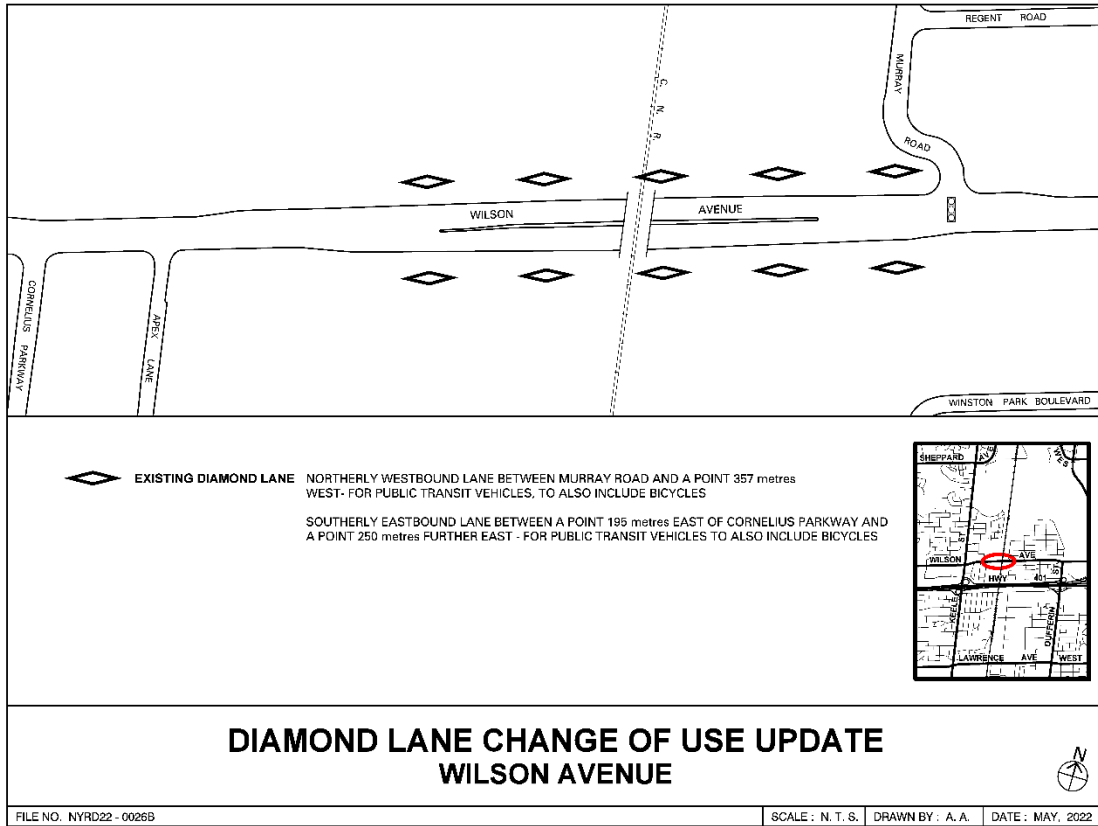 REGENT ROAD
MURRAY
ROAD
C. N. R.
WILSON AVENUE
CORNELIUS PARKWAY
APEX LANE
WINSTON PARK BOULEVARD
EXISTING DIAMOND LANE NORTHERLY WESTBOUND LANE BETWEEN MURRAY ROAD AND A POINT 357 metres
WEST- FOR PUBLIC TRANSIT VEHICLES, TO ALSO INCLUDE BICYCLES
SOUTHERLY EASTBOUND LANE BETWEEN A POINT 195 metres EAST OF CORNELIUS PARKWAY AND
A POINT 250 metres FURTHER EAST - FOR PUBLIC TRANSIT VEHICLES TO ALSO INCLUDE BICYCLES
SHEPPARD AVE
WES
KEELE ST
WILSON AVE
HWY 401
DUFFERIN ST
LAWRENCE AVE WEST
DIAMOND LANE CHANGE OF USE UPDATE
WILSON AVENUE
N
FILE NO. NYRD22 - 0026B SCALE : N. T. S. DRAWN BY : A. A. DATE : MAY, 2022